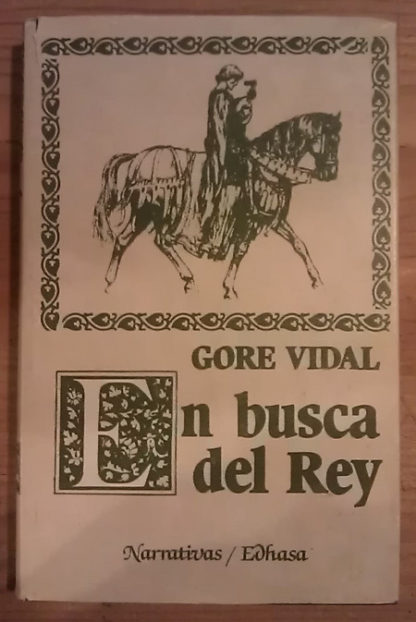 GORE VIDAL
En busca
del Rey
Narrativas / Edhasa